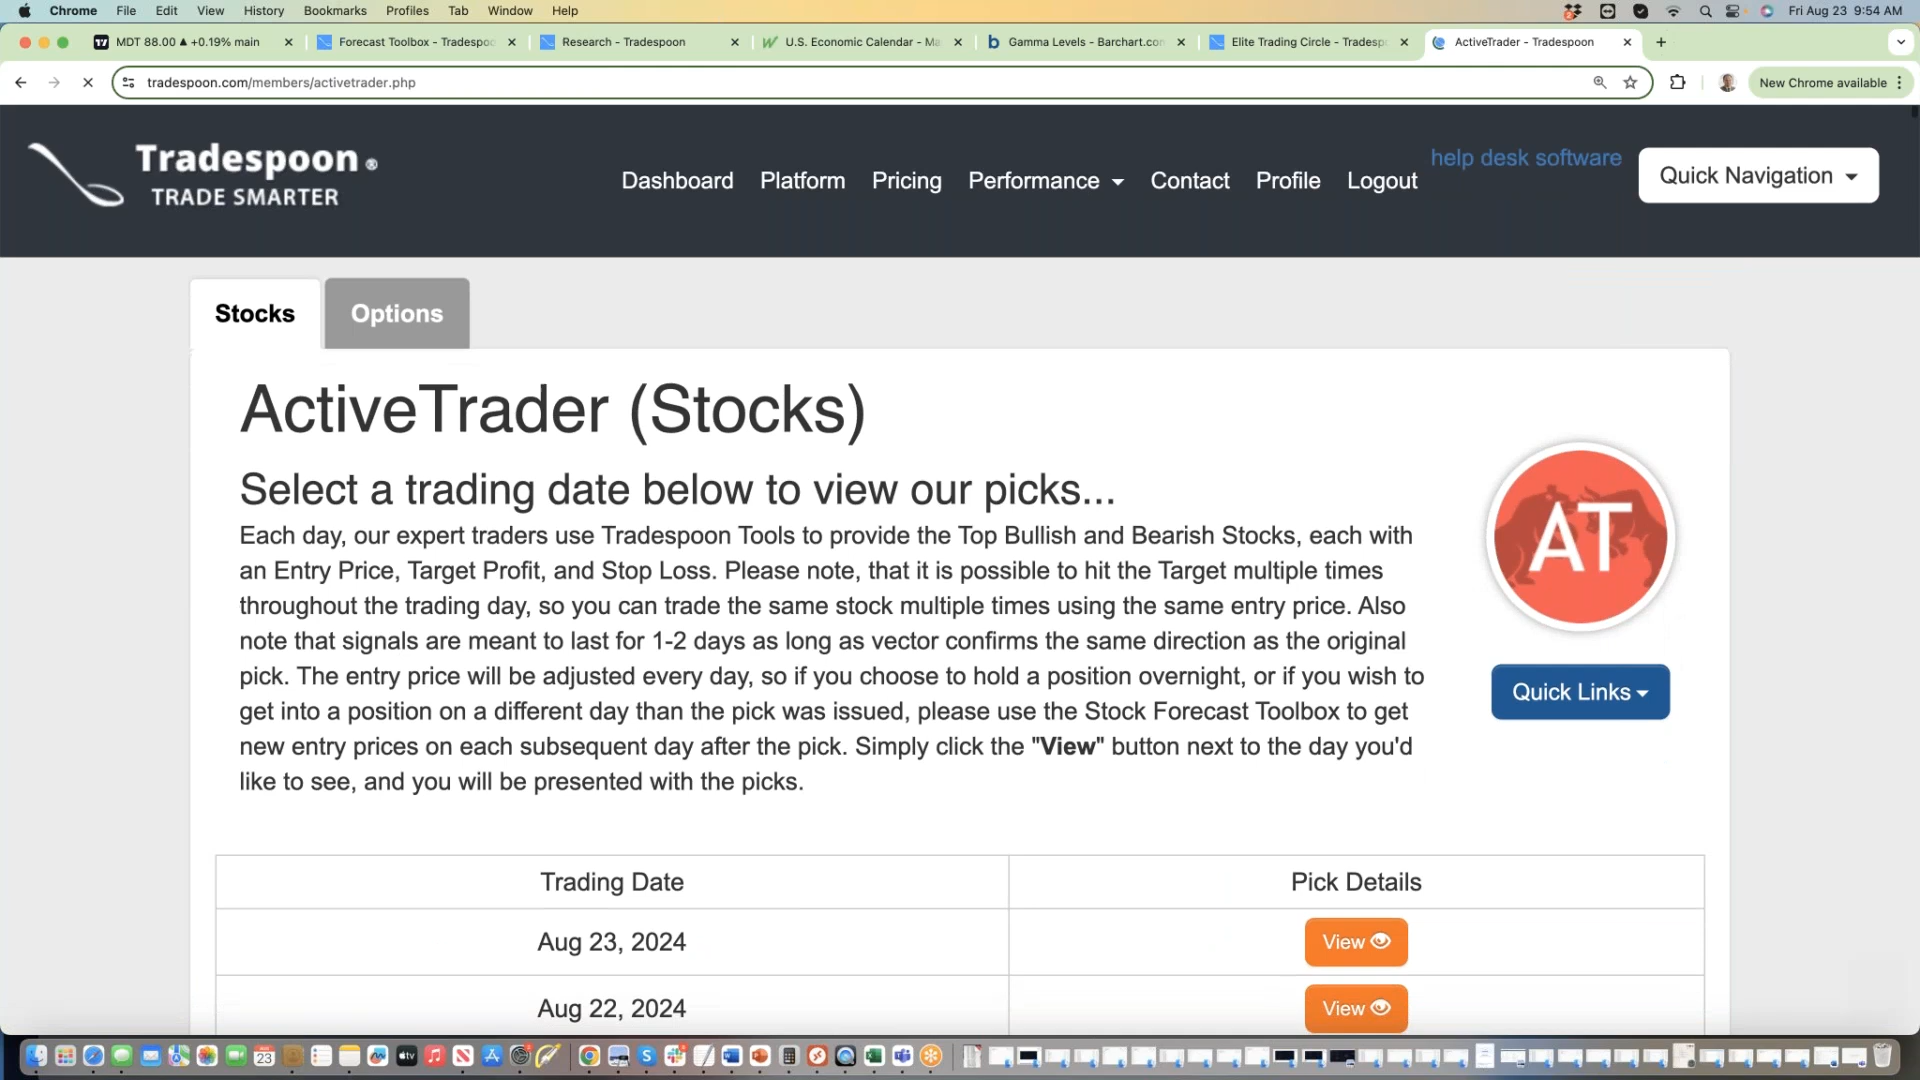 Chrome File Edit View History Bookmarks Profiles Tab Window Help Fri Aug 23 9:54 AM
MDT 88.00 ▲ +0.19% main Forecast Toolbox - Tradespoo Research - Tradespoon U.S. Economic Calendar - Ma Gamma Levels - Barchart.com Elite Trading Circle - Tradesp ActiveTrader - Tradespoon
tradespoon.com/members/activetrader.php New Chrome available
Tradespoon ®
TRADE SMARTER
Dashboard Platform Pricing Performance Contact Profile Logout help desk software Quick Navigation
Stocks Options
ActiveTrader (Stocks)
Select a trading date below to view our picks...
Each day, our expert traders use Tradespoon Tools to provide the Top Bullish and Bearish Stocks, each with
an Entry Price, Target Profit, and Stop Loss. Please note, that it is possible to hit the Target multiple times
throughout the trading day, so you can trade the same stock multiple times using the same entry price. Also
note that signals are meant to last for 1-2 days as long as vector confirms the same direction as the original
pick. The entry price will be adjusted every day, so if you choose to hold a position overnight, or if you wish to
get into a position on a different day than the pick was issued, please use the Stock Forecast Toolbox to get
new entry prices on each subsequent day after the pick. Simply click the "View" button next to the day you'd
like to see, and you will be presented with the picks.
AT
Quick Links
Trading Date Pick Details
Aug 23, 2024 View
Aug 22, 2024 View
23 tv